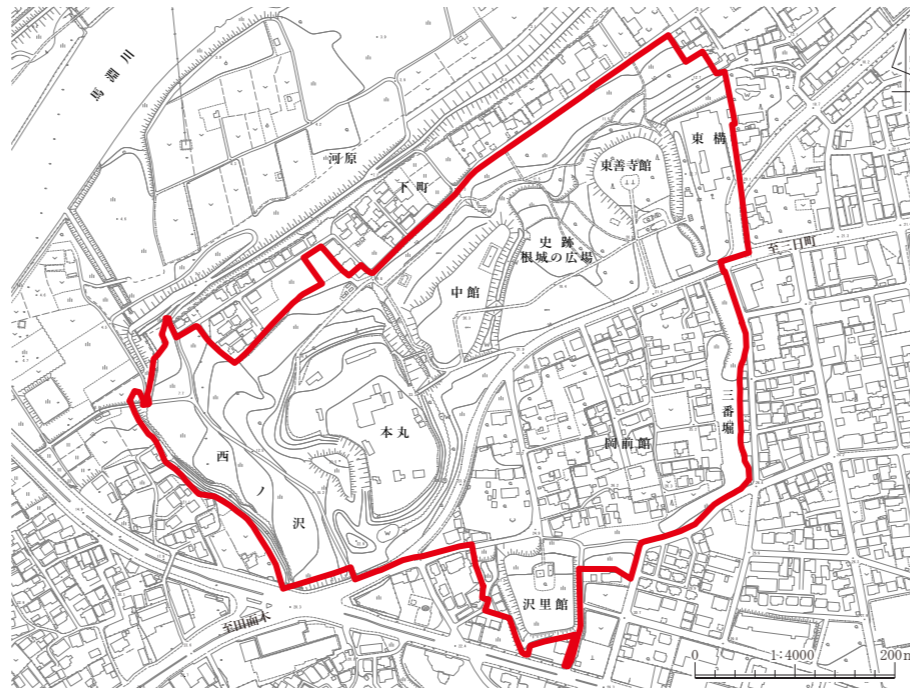 馬淵川
河原
下町
東構
東善寺館
史跡
根城の広場
至三日町
中館
三番堀
本丸
岡前館
西ノ沢
沢里館
至田面木
0 1:4000 200m